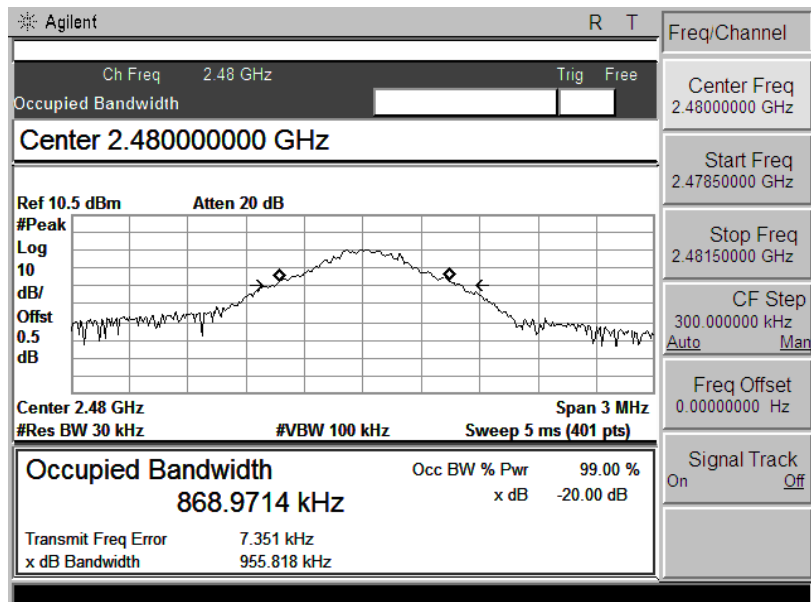 Agilent R T
Ch Freq 2.48 GHz Trig Free
Occupied Bandwidth
Center 2.480000000 GHz
Ref 10.5 dBm Atten 20 dB
#Peak
Log
10
dB/
Offst
0.5
dB
Center 2.48 GHz Span 3 MHz
#Res BW 30 kHz #VBW 100 kHz Sweep 5 ms (401 pts)
Occupied Bandwidth
868.9714 kHz
Occ BW % Pwr 99.00 %
x dB -20.00 dB
Transmit Freq Error 7.351 kHz
x dB Bandwidth 955.818 kHz
Freq/Channel
Center Freq
2.48000000 GHz
Start Freq
2.47850000 GHz
Stop Freq
2.48150000 GHz
CF Step
300.000000 kHz
Auto Man
Freq Offset
0.00000000 Hz
Signal Track
On Off